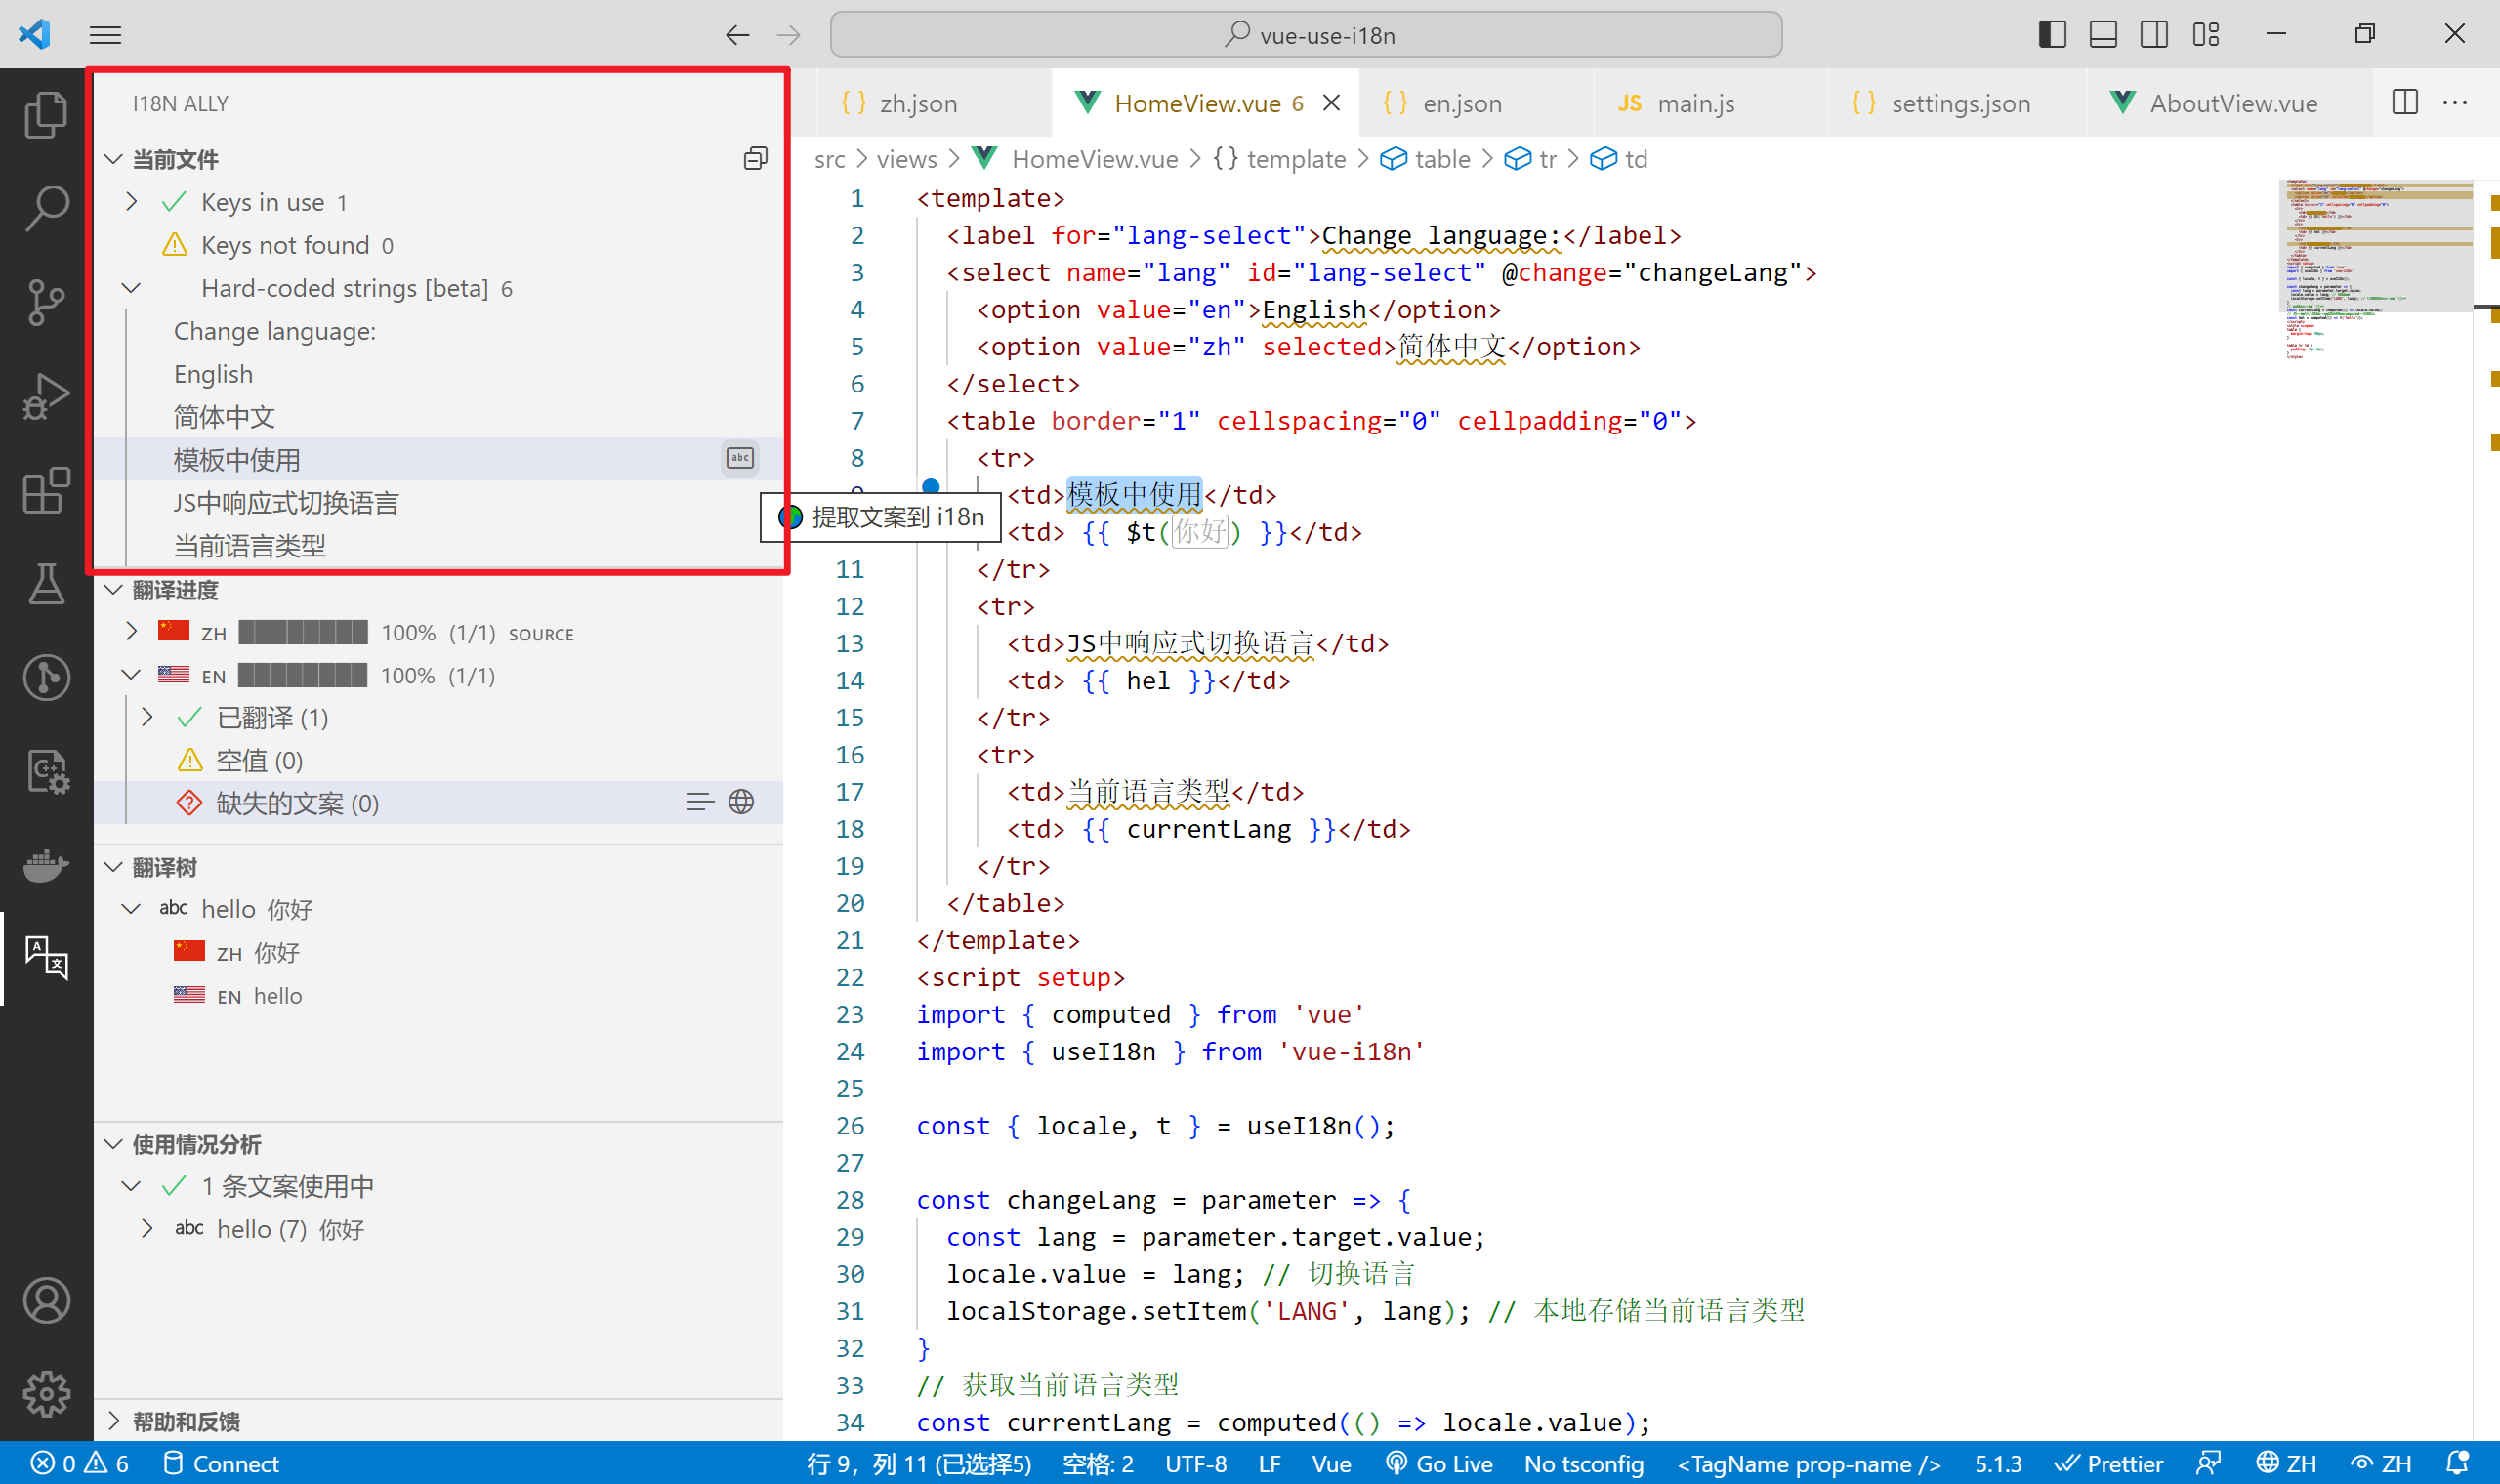 vue-use-i18n
I18N ALLY
当前文件
Keys in use 1
Keys not found 0
Hard-coded strings [beta] 6
Change language:
English
简体中文
模板中使用
abc
JS中响应式切换语言
当前语言类型
提取文案到 i18n
翻译进度
ZH 100% (1/1) SOURCE
EN 100% (1/1)
已翻译 (1)
空值 (0)
缺失的文案 (0)
翻译树
abc hello 你好
ZH 你好
EN hello
使用情况分析
1 条文案使用中
abc hello (7) 你好
帮助和反馈
{} zh.json
HomeView.vue 6
{} en.json
JS main.js
{} settings.json
AboutView.vue
src > views > HomeView.vue > {} template > table > tr > td
1 <template>
2 <label for="lang-select">Change language:</label>
3 <select name="lang" id="lang-select" @change="changeLang">
4 <option value="en">English</option>
5 <option value="zh" selected>简体中文</option>
6 </select>
7 <table border="1" cellspacing="0" cellpadding="0">
8 <tr>
9 <td>模板中使用</td>
<td> {{ $t(你好) }}</td>
11 </tr>
12 <tr>
13 <td>JS中响应式切换语言</td>
14 <td> {{ hel }}</td>
15 </tr>
16 <tr>
17 <td>当前语言类型</td>
18 <td> {{ currentLang }}</td>
19 </tr>
20 </table>
21 </template>
22 <script setup>
23 import { computed } from 'vue'
24 import { useI18n } from 'vue-i18n'
25
26 const { locale, t } = useI18n();
27
28 const changeLang = parameter => {
29 const lang = parameter.target.value;
30 locale.value = lang; // 切换语言
31 localStorage.setItem('LANG', lang); // 本地存储当前语言类型
32 }
33 // 获取当前语言类型
34 const currentLang = computed(() => locale.value);
0 6 Connect 行 9，列 11 (已选择5) 空格: 2 UTF-8 LF Vue Go Live No tsconfig <TagName prop-name /> 5.1.3 Prettier ZH ZH